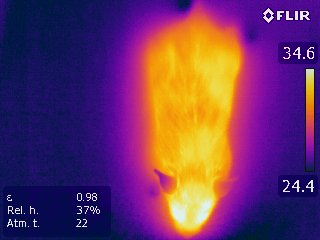 FLIR
34.6
24.4
ε 0.98
Rel. h. 37%
Atm. t. 22